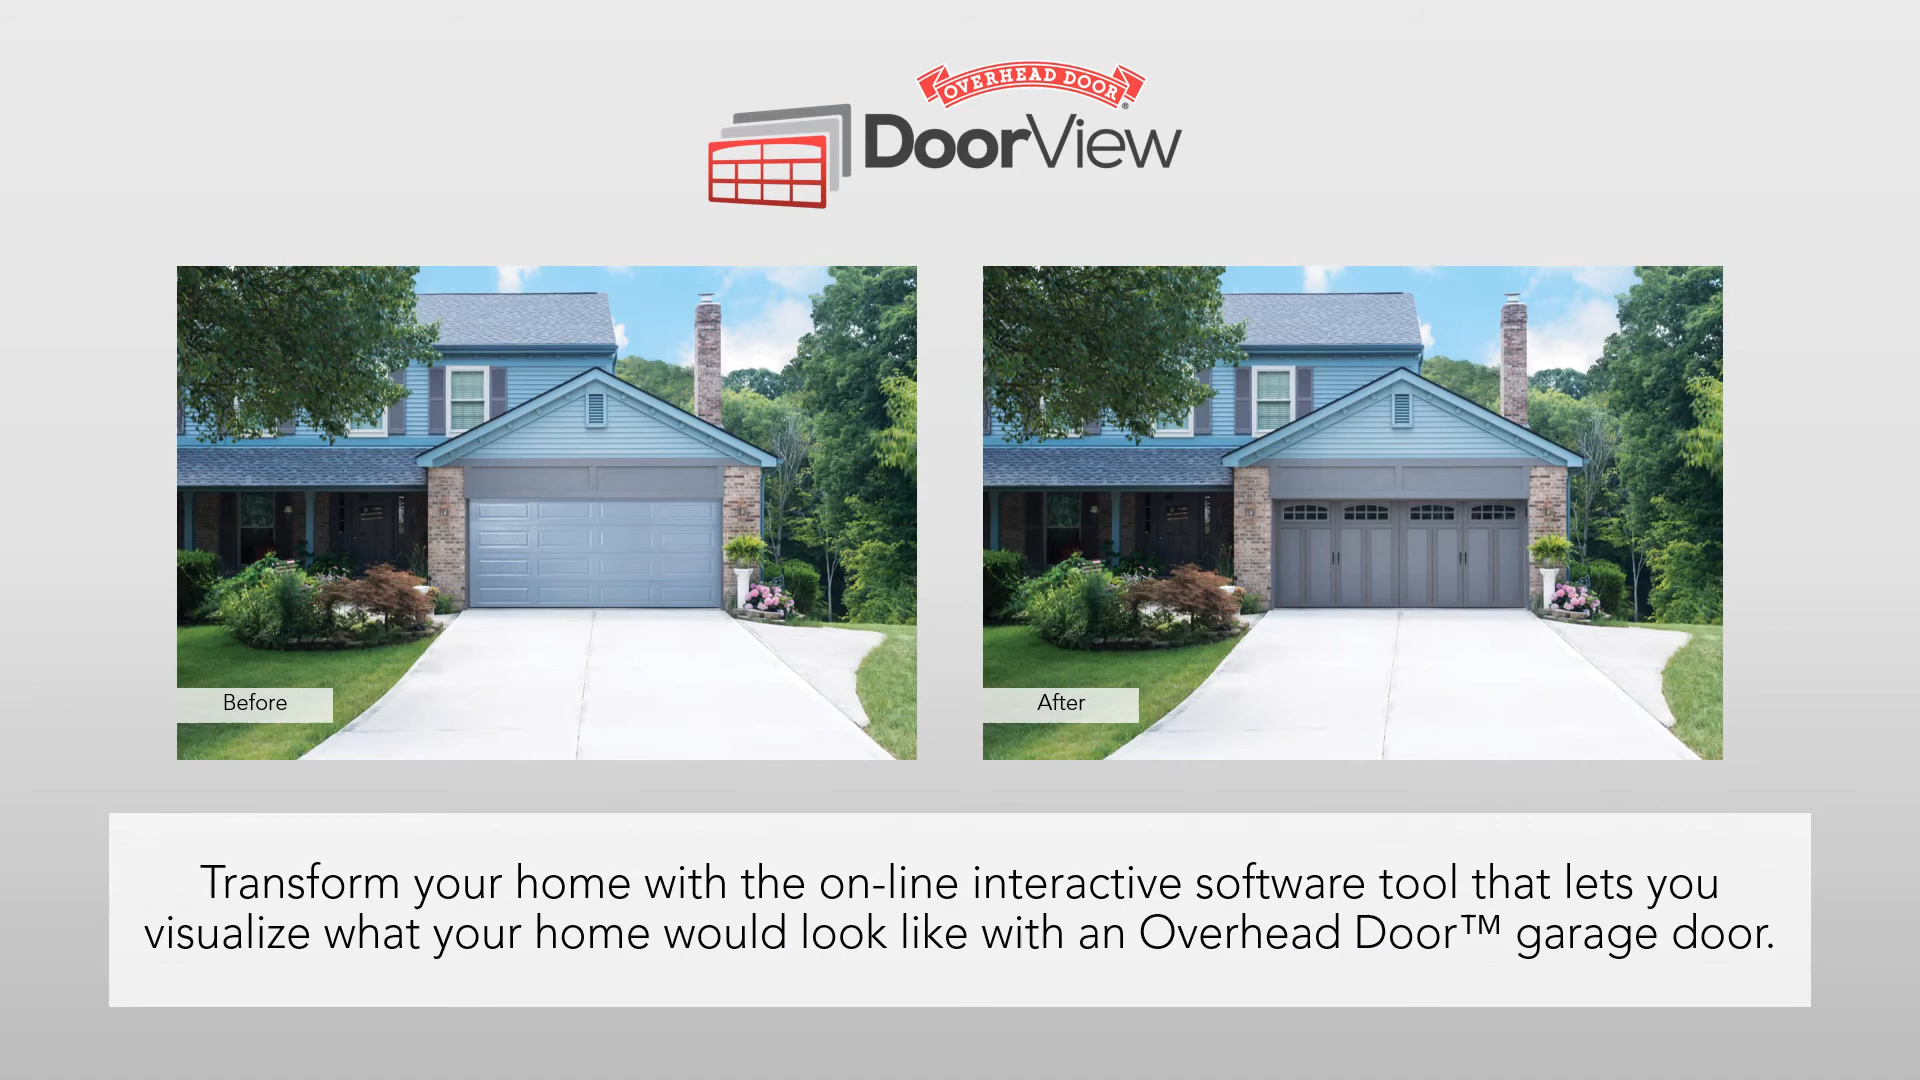 OVERHEAD DOOR®
DoorView
Before
After
Transform your home with the on-line interactive software tool that lets you
visualize what your home would look like with an Overhead Door™ garage door.